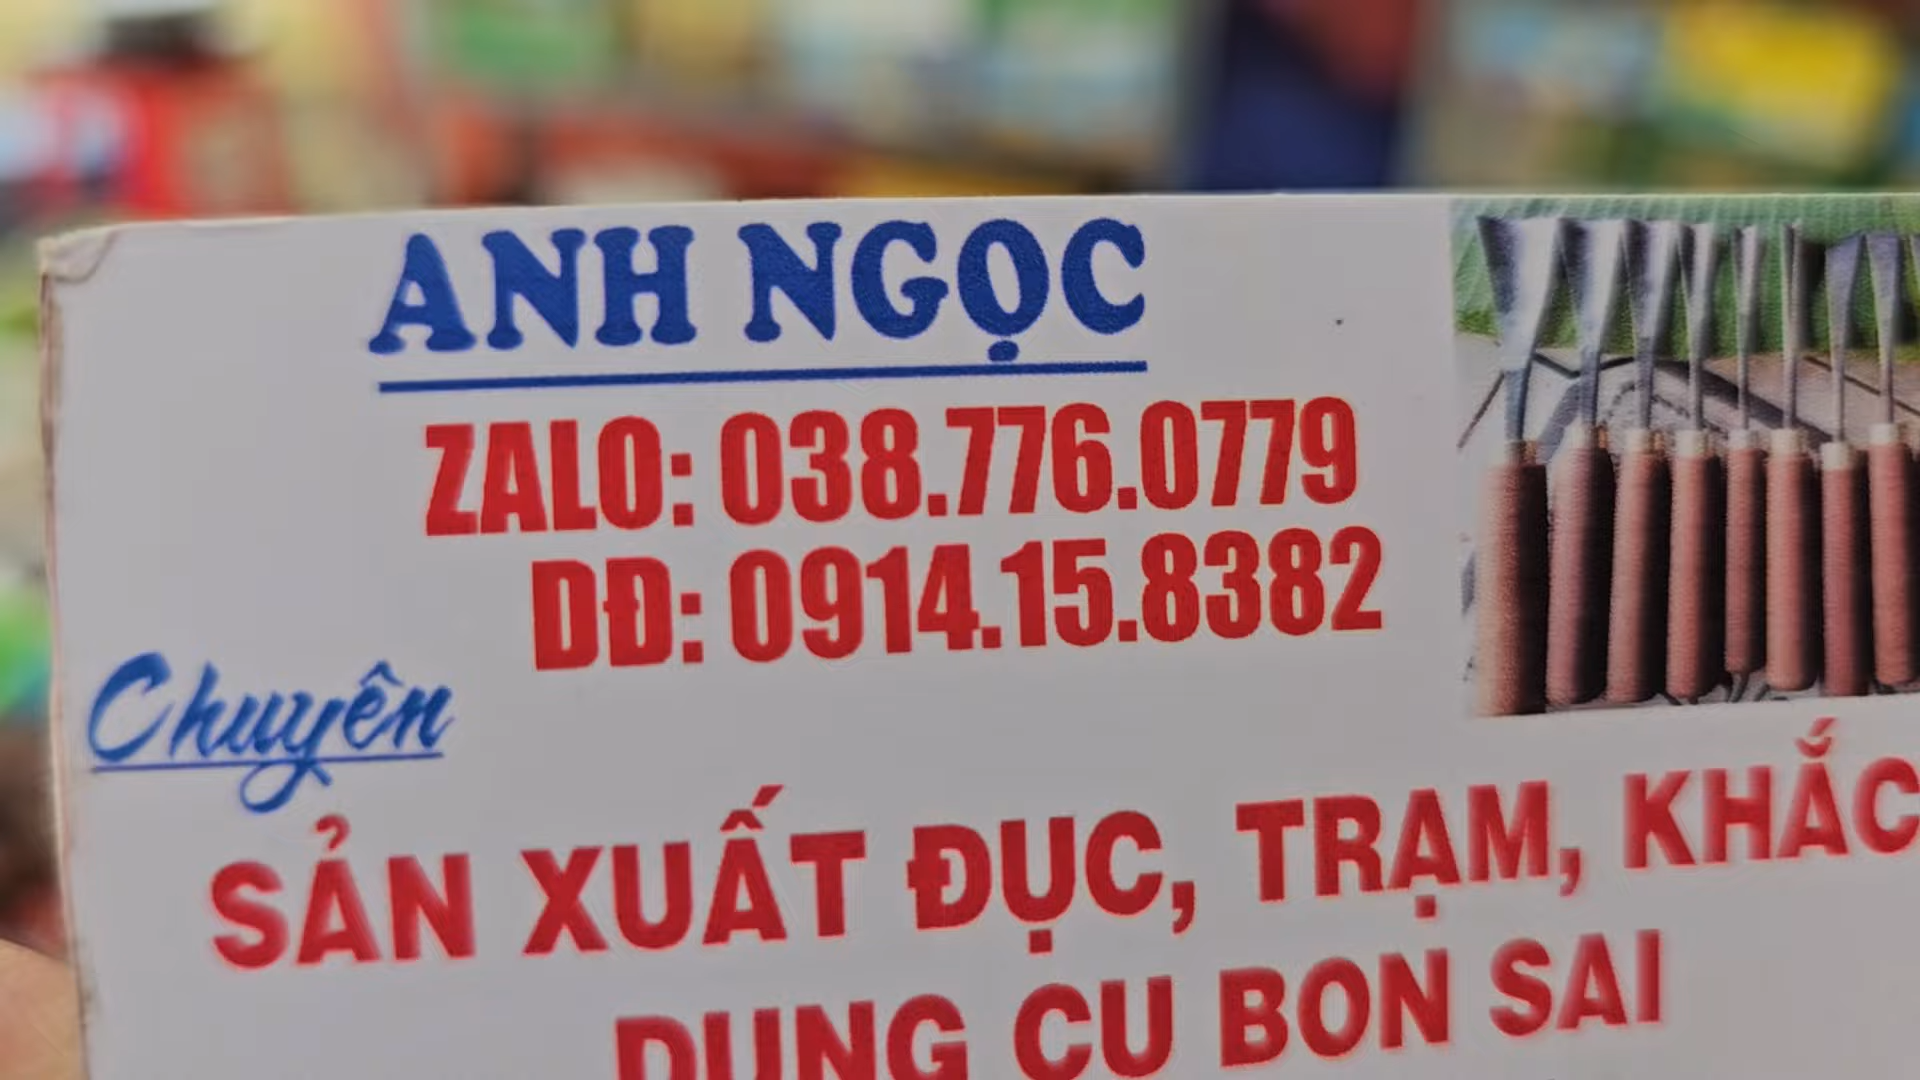 ANH NGỌC
ZALO: 038.776.0779
DĐ: 0914.15.8382
Chuyên
SẢN XUẤT ĐỤC, TRẠM, KHẮC
DỤNG CỤ BON SAI